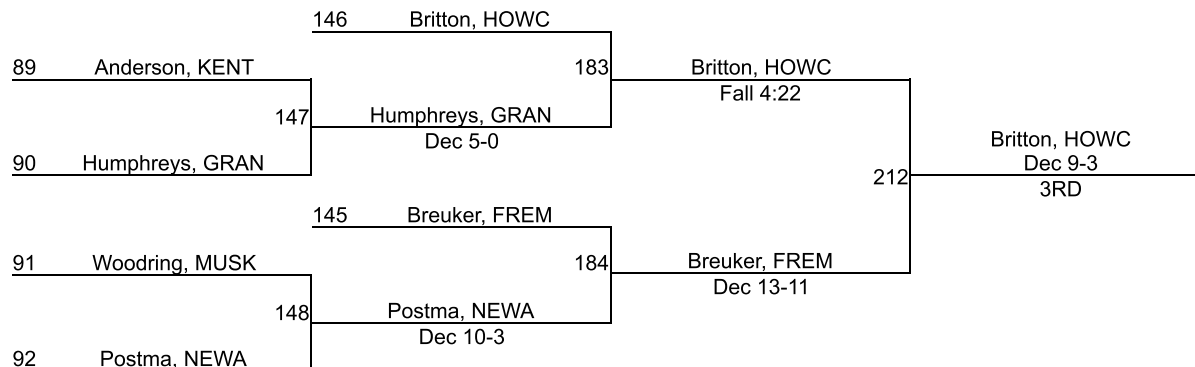 146 Britton, HOWC
89 Anderson, KENT
183 Britton, HOWC
Fall 4:22
147 Humphreys, GRAN
Dec 5-0
90 Humphreys, GRAN
Britton, HOWC
212 Dec 9-3
3RD
145 Breuker, FREM
91 Woodring, MUSK
184 Breuker, FREM
Dec 13-11
148 Postma, NEWA
Dec 10-3
92 Postma, NEWA